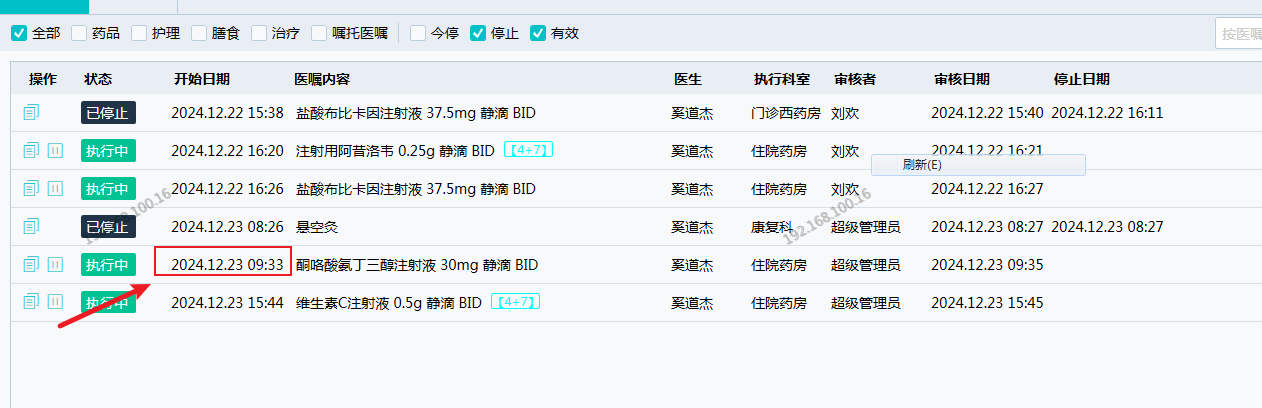 全部 药品 护理 膳食 治疗 嘱托医嘱 今停 停止 有效 按医嘱
操作 状态 开始日期 医嘱内容 医生 执行科室 审核者 审核日期 停止日期
已停止 2024.12.22 15:38 盐酸布比卡因注射液 37.5mg 静滴 BID 奚道杰 门诊西药房 刘欢 2024.12.22 15:40 2024.12.22 16:11
执行中 2024.12.22 16:20 注射用阿昔洛韦 0.25g 静滴 BID 【4+7】 奚道杰 住院药房 刘欢 2024.12.22 16:21
刷新(E)
执行中 2024.12.22 16:26 盐酸布比卡因注射液 37.5mg 静滴 BID 奚道杰 住院药房 刘欢 2024.12.22 16:27
192.168.100.16 192.168.100.16
已停止 2024.12.23 08:26 悬空灸 奚道杰 康复科 超级管理员 2024.12.23 08:27 2024.12.23 08:27
执行中 2024.12.23 09:33 酮咯酸氨丁三醇注射液 30mg 静滴 BID 奚道杰 住院药房 超级管理员 2024.12.23 09:35
执行中 2024.12.23 15:44 维生素C注射液 0.5g 静滴 BID 【4+7】 奚道杰 住院药房 超级管理员 2024.12.23 15:45